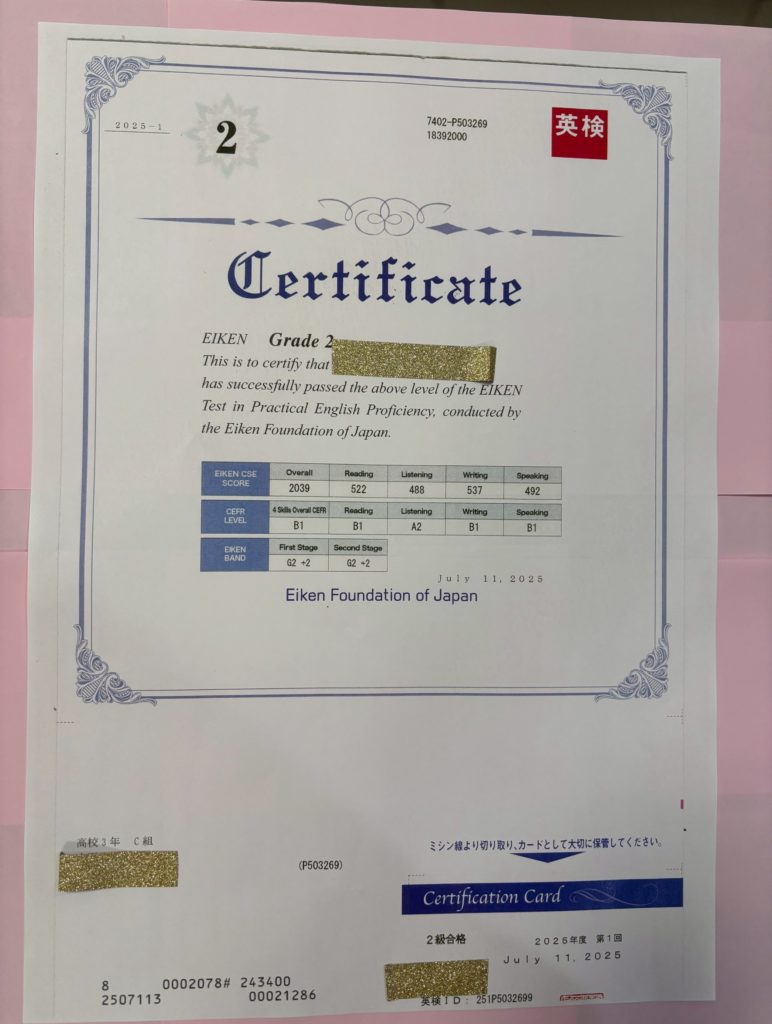 2025-1
2
7402-P503269
18392000
英検
Certificate
EIKEN Grade 2
This is to certify that
has successfully passed the above level of the EIKEN
Test in Practical English Proficiency, conducted by
the Eiken Foundation of Japan.
EIKEN CSE SCORE Overall Reading Listening Writing Speaking
2039 522 488 537 492
CEFR LEVEL 4 Skills Overall CEFR Reading Listening Writing Speaking
B1 B1 A2 B1 B1
EIKEN BAND First Stage Second Stage
G2 +2 G2 +2
July 11, 2025
Eiken Foundation of Japan
高校3年 C組
(P503269)
ミシン線より切り取り、カードとして大切に保管してください。
Certification Card
2級合格 2025年度 第1回
July 11, 2025
8 0002078# 243400
2507113 00021286
英検ID: 251P5032699